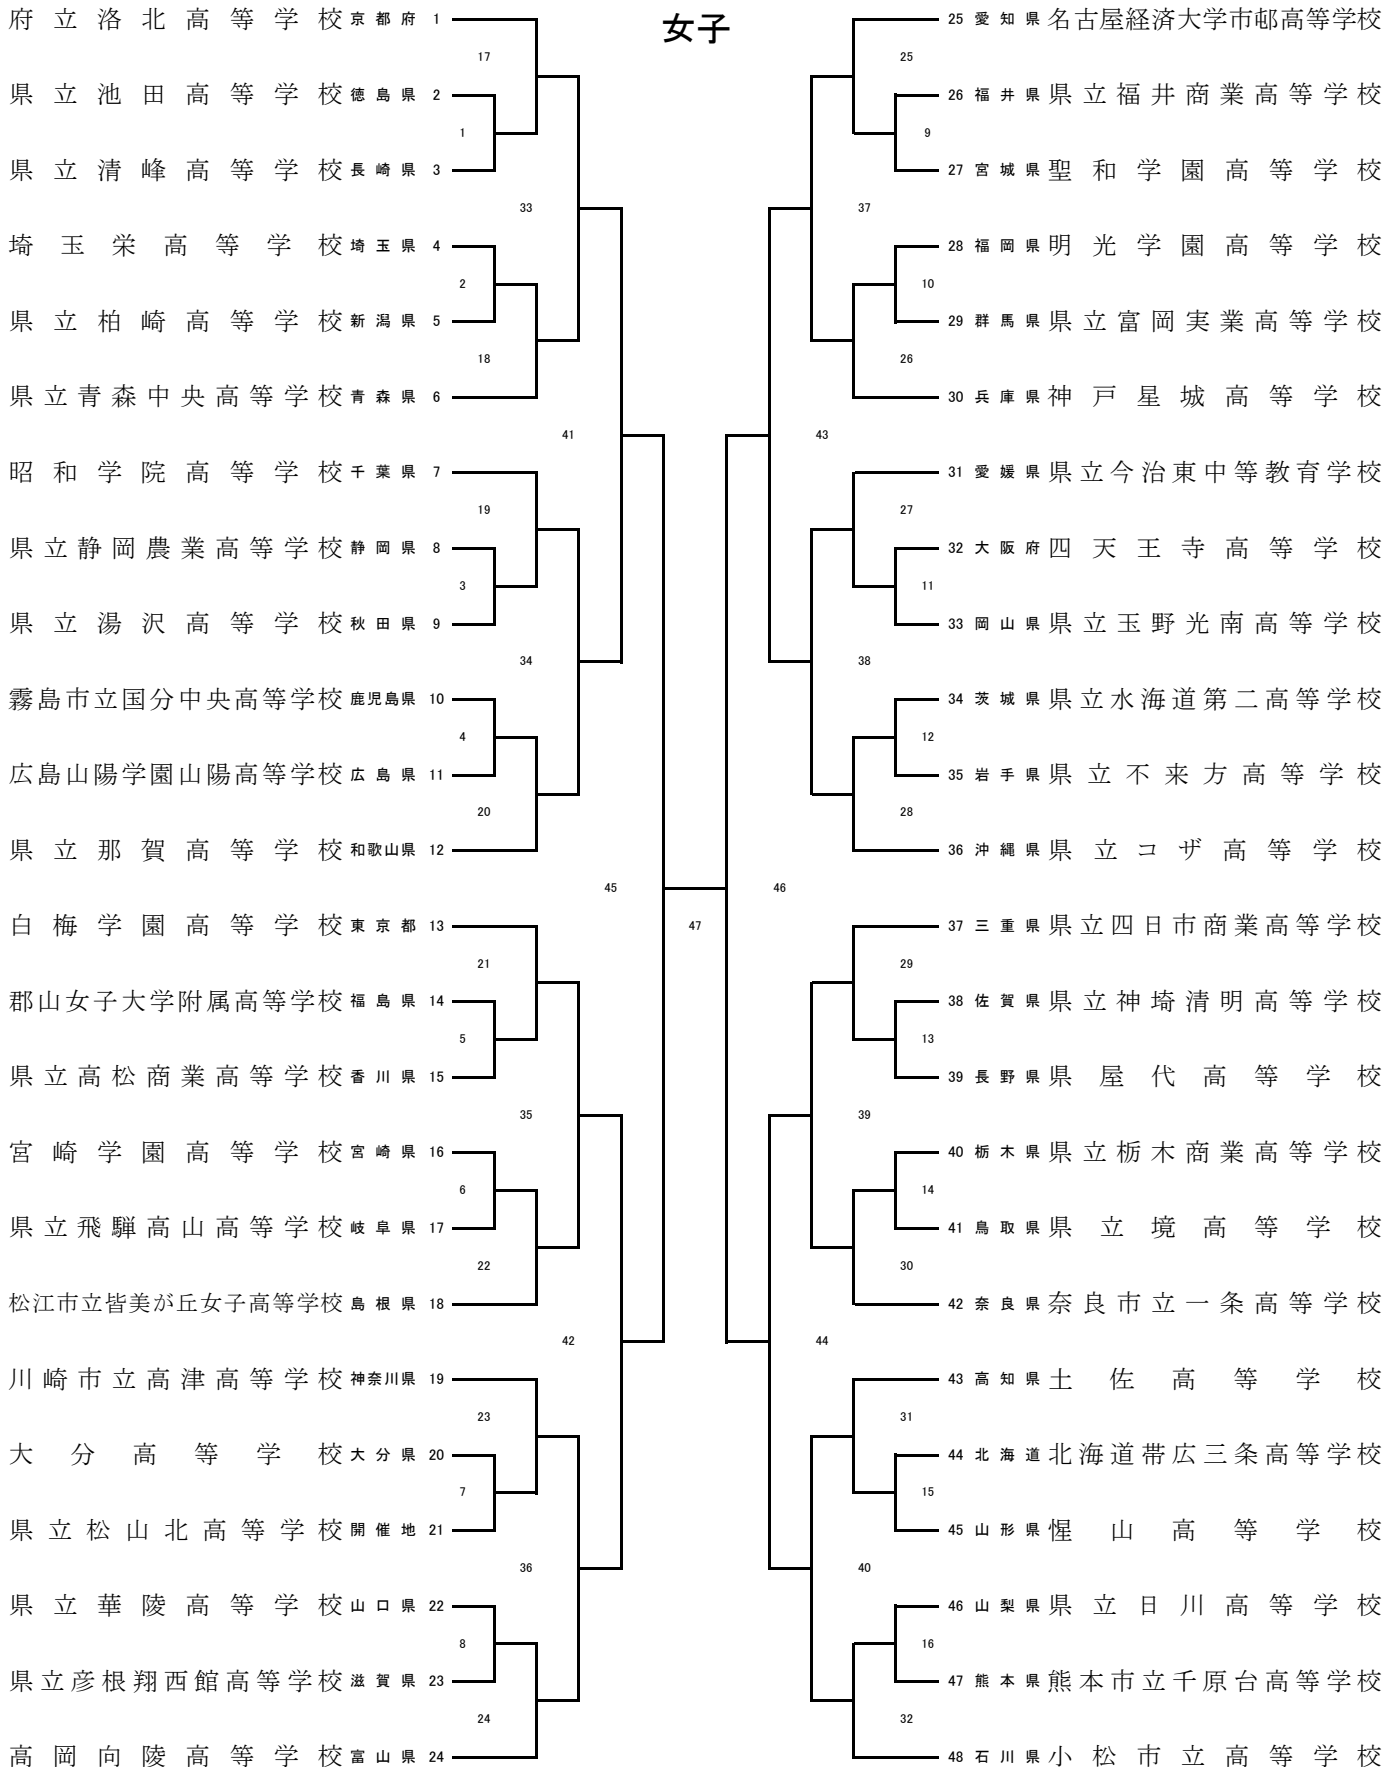 女子
府立洛北高等学校 京都府 1
17
県立池田高等学校 徳島県 2
1
県立清峰高等学校 長崎県 3
33
埼玉栄高等学校 埼玉県 4
2
県立柏崎高等学校 新潟県 5
18
県立青森中央高等学校 青森県 6
41
昭和学院高等学校 千葉県 7
19
県立静岡農業高等学校 静岡県 8
3
県立湯沢高等学校 秋田県 9
34
霧島市立国分中央高等学校 鹿児島県 10
4
広島山陽学園山陽高等学校 広島県 11
20
県立那賀高等学校 和歌山県 12
45
白梅学園高等学校 東京都 13
21
郡山女子大学附属高等学校 福島県 14
5
県立高松商業高等学校 香川県 15
35
宮崎学園高等学校 宮崎県 16
6
県立飛騨高山高等学校 岐阜県 17
22
松江市立皆美が丘女子高等学校 島根県 18
42
川崎市立高津高等学校 神奈川県 19
23
大分高等学校 大分県 20
7
県立松山北高等学校 開催地 21
36
県立華陵高等学校 山口県 22
8
県立彦根翔西館高等学校 滋賀県 23
24
高岡向陵高等学校 富山県 24
47
25 愛知県 名古屋経済大学市邨高等学校
25
26 福井県 県立福井商業高等学校
9
27 宮城県 聖和学園高等学校
37
28 福岡県 明光学園高等学校
10
29 群馬県 県立富岡実業高等学校
26
30 兵庫県 神戸星城高等学校
43
31 愛媛県 県立今治東中等教育学校
27
32 大阪府 四天王寺高等学校
11
33 岡山県 県立玉野光南高等学校
38
34 茨城県 県立水海道第二高等学校
12
35 岩手県 県立不来方高等学校
28
36 沖縄県 県立コザ高等学校
46
37 三重県 県立四日市商業高等学校
29
38 佐賀県 県立神埼清明高等学校
13
39 長野県 県屋代高等学校
39
40 栃木県 県立栃木商業高等学校
14
41 鳥取県 県立境高等学校
30
42 奈良県 奈良市立一条高等学校
44
43 高知県 土佐高等学校
31
44 北海道 北海道帯広三条高等学校
15
45 山形県 惺山高等学校
40
46 山梨県 県立日川高等学校
16
47 熊本県 熊本市立千原台高等学校
32
48 石川県 小松市立高等学校